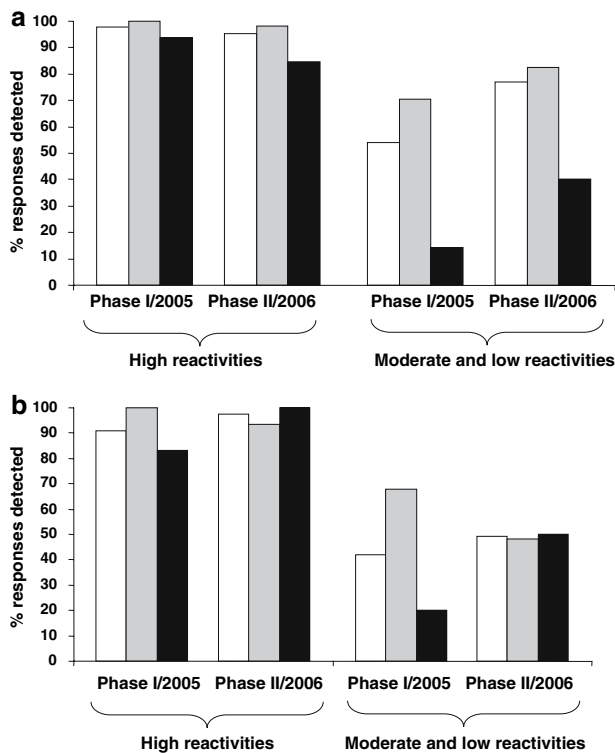 a
% responses detected
100
90
80
70
60
50
40
30
20
10
0
Phase I/2005 Phase II/2006 Phase I/2005 Phase II/2006
High reactivities Moderate and low reactivities
b
% responses detected
100
90
80
70
60
50
40
30
20
10
0
Phase I/2005 Phase II/2006 Phase I/2005 Phase II/2006
High reactivities Moderate and low reactivities